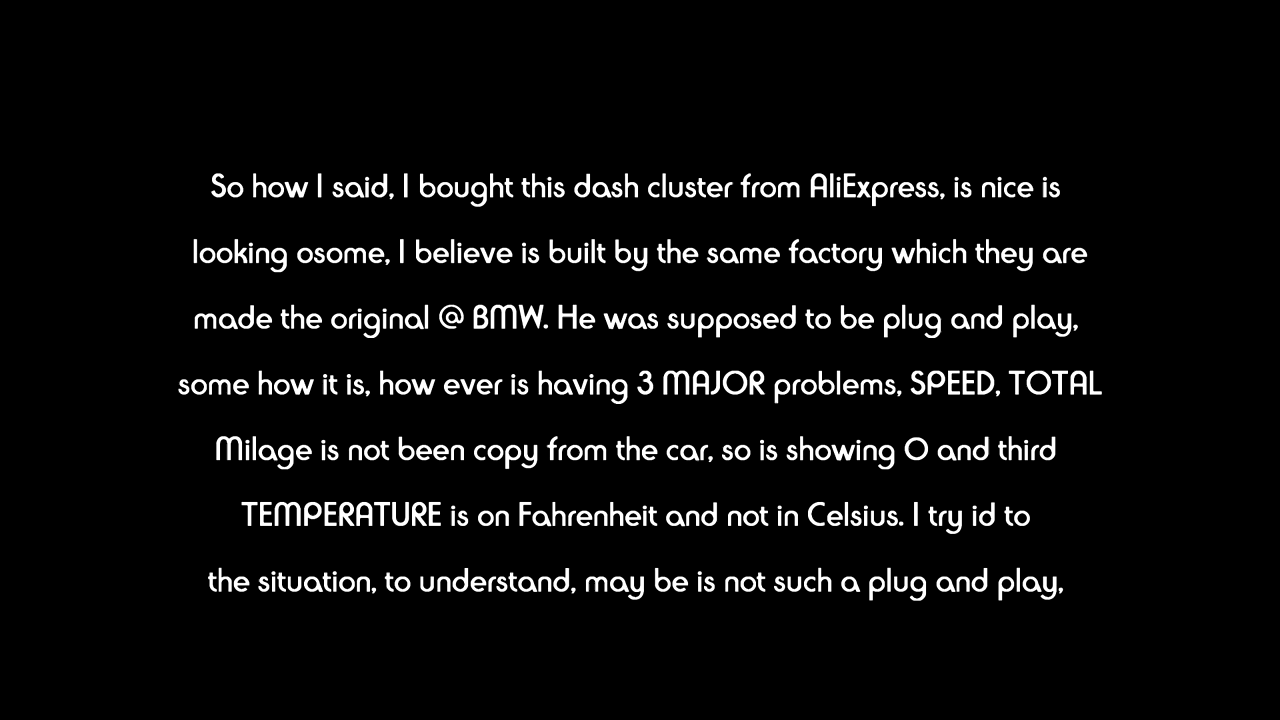 So how I said, I bought this dash cluster from AliExpress, is nice is
looking osome, I believe is built by the same factory which they are
made the original @ BMW. He was supposed to be plug and play,
some how it is, how ever is having 3 MAJOR problems, SPEED, TOTAL
Milage is not been copy from the car, so is showing 0 and third
TEMPERATURE is on Fahrenheit and not in Celsius. I try id to
the situation, to understand, may be is not such a plug and play,